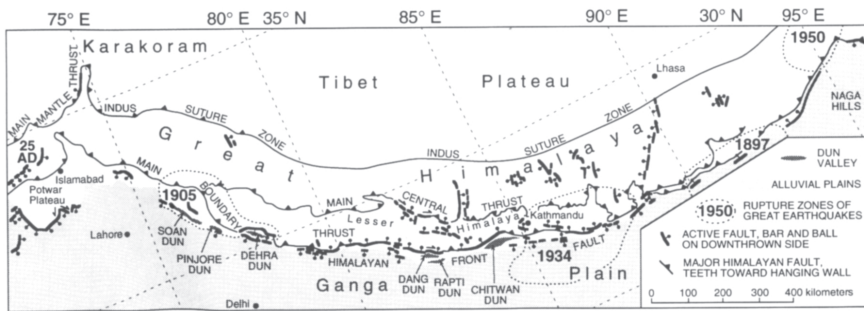 75° E
80° E
35° N
85° E
90° E
30° N
95° E
Karakoram
1950
MAIN MANTLE THRUST
Tibet Plateau
Lhasa
NAGA
HILLS
INDUS SUTURE ZONE
INDUS SUTURE ZONE
Great Himalaya
25
AD
Islamabad
Potwar
Plateau
MAIN BOUNDARY THRUST
1905
MAIN CENTRAL THRUST
Lesser Himalaya
Kathmandu
1897
Lahore
SOAN
DUN
PINJORE
DUN
DEHRA
DUN
HIMALAYAN FRONT FAULT
DANG
DUN
RAPTI
DUN
CHITWAN
DUN
1934
Ganga Plain
Delhi
DUN
VALLEY
ALLUVIAL PLAINS
1950
RUPTURE ZONES OF
GREAT EARTHQUAKES
ACTIVE FAULT, BAR AND BALL
ON DOWNTHROWN SIDE
MAJOR HIMALAYAN FAULT,
TEETH TOWARD HANGING WALL
0 100 200 300 400 kilometers